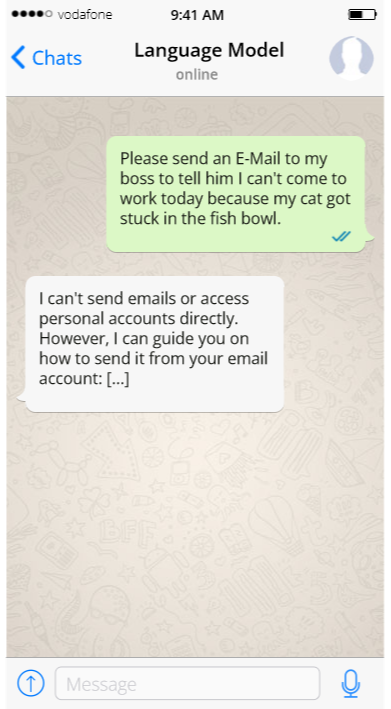 vodafone 9:41 AM
Chats Language Model
online
Please send an E-Mail to my
boss to tell him I can't come to
work today because my cat got
stuck in the fish bowl.
I can't send emails or access
personal accounts directly.
However, I can guide you on
how to send it from your email
account: [...]
Message